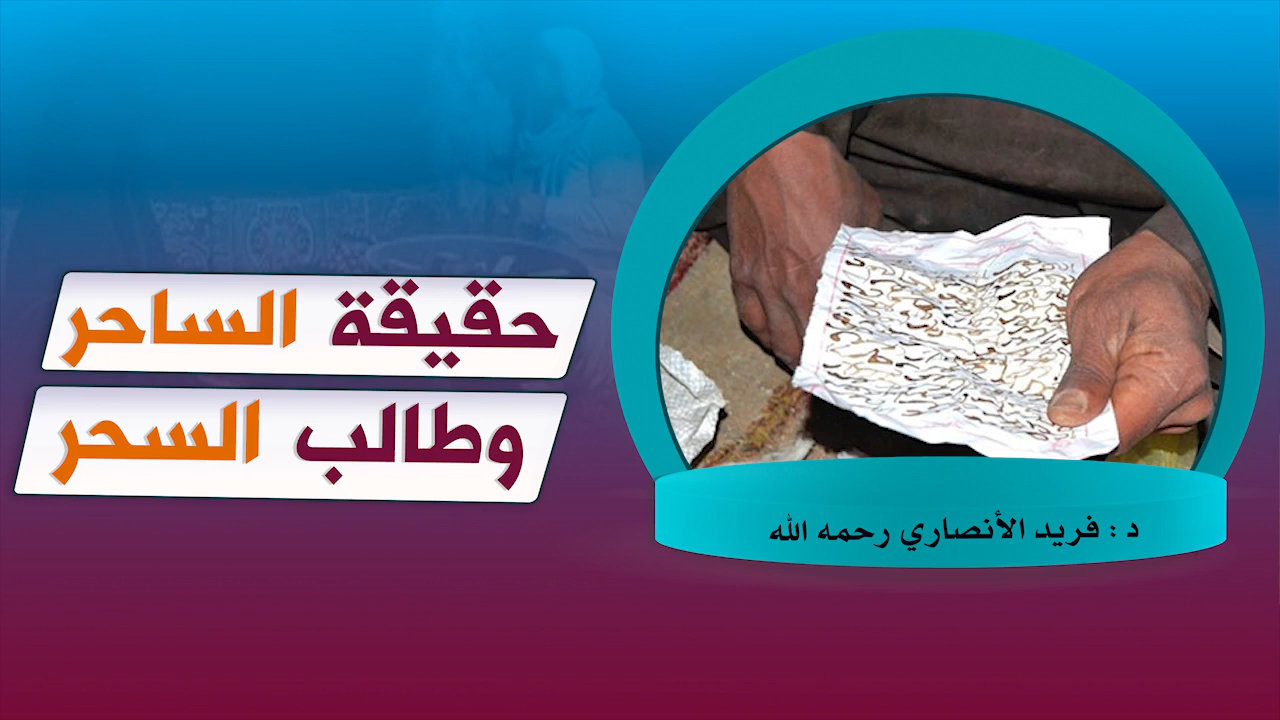 حقيقة الساحر
وطالب السحر
د : فريد الأنصاري رحمه الله